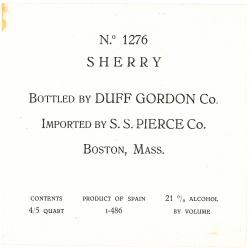 N.º 1276
SHERRY
BOTTLED BY DUFF GORDON Co.
IMPORTED BY S. S. PIERCE Co.
BOSTON, MASS.
CONTENTS PRODUCT OF SPAIN 21 % ALCOHOL
4/5 QUART 1-486 BY VOLUME